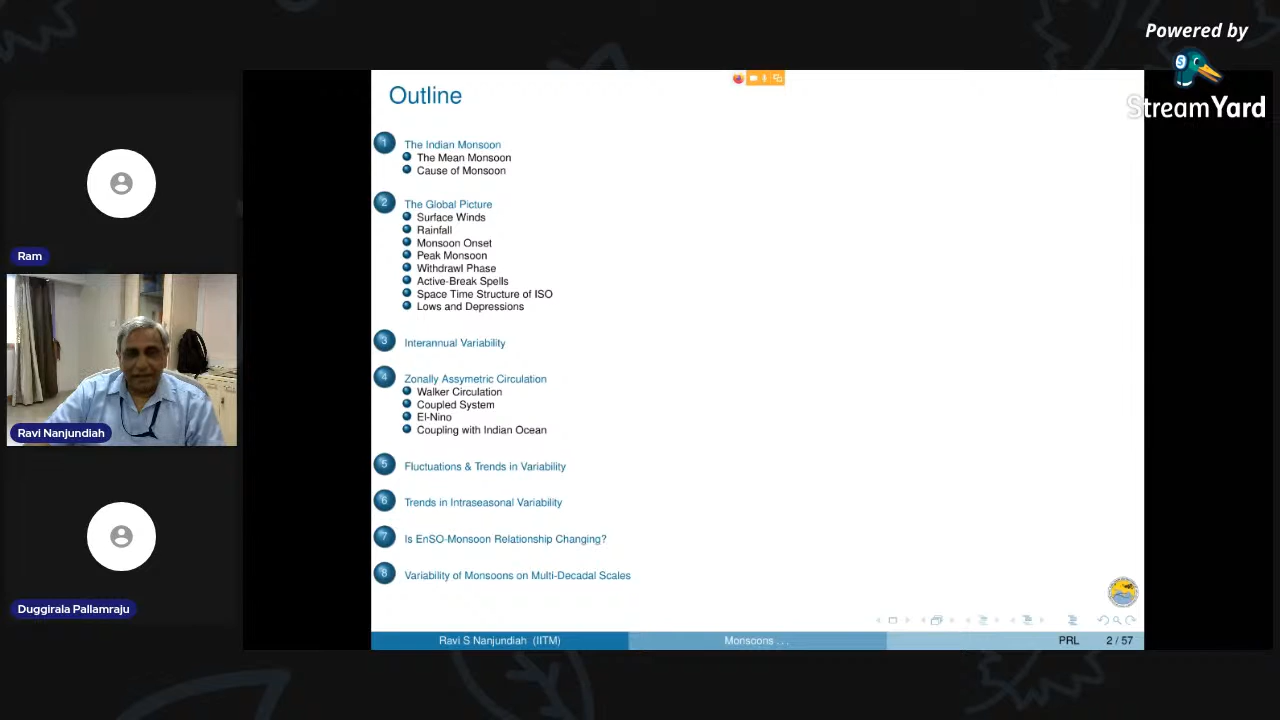 Powered by
StreamYard
Outline
1 The Indian Monsoon
The Mean Monsoon
Cause of Monsoon
2 The Global Picture
Surface Winds
Rainfall
Monsoon Onset
Peak Monsoon
Withdrawl Phase
Active-Break Spells
Space Time Structure of ISO
Lows and Depressions
3 Interannual Variability
4 Zonally Assymetric Circulation
Walker Circulation
Coupled System
El-Nino
Coupling with Indian Ocean
5 Fluctuations & Trends in Variability
6 Trends in Intraseasonal Variability
7 Is EnSO-Monsoon Relationship Changing?
8 Variability of Monsoons on Multi-Decadal Scales
Ravi S Nanjundiah (IITM) Monsoons ... PRL 2 / 57
Ram
Ravi Nanjundiah
Duggirala Pallamraju